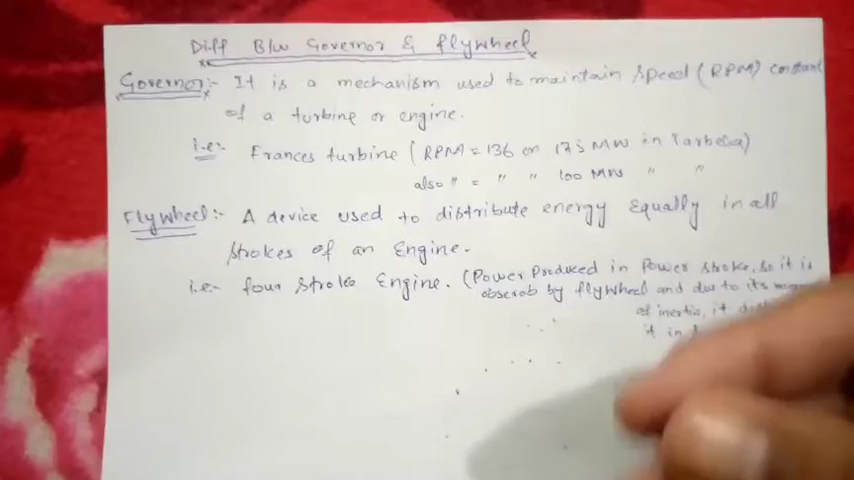 Diff B/w Governor & flywheel
Governor:- It is a mechanism used to maintain speed (RPM) constant
of a turbine or engine.
i.e:- Frances turbine (RPM = 136 on 175 MW in Tarbela)
also " = " " 100 MW " "
Flywheel:- A device used to distribute energy Equally in all
strokes of an Engine.
i.e:- four stroke Engine. (Power Produced in Power stroke, so it is
obserob by flywheel and due to its
of inertia, it
it in